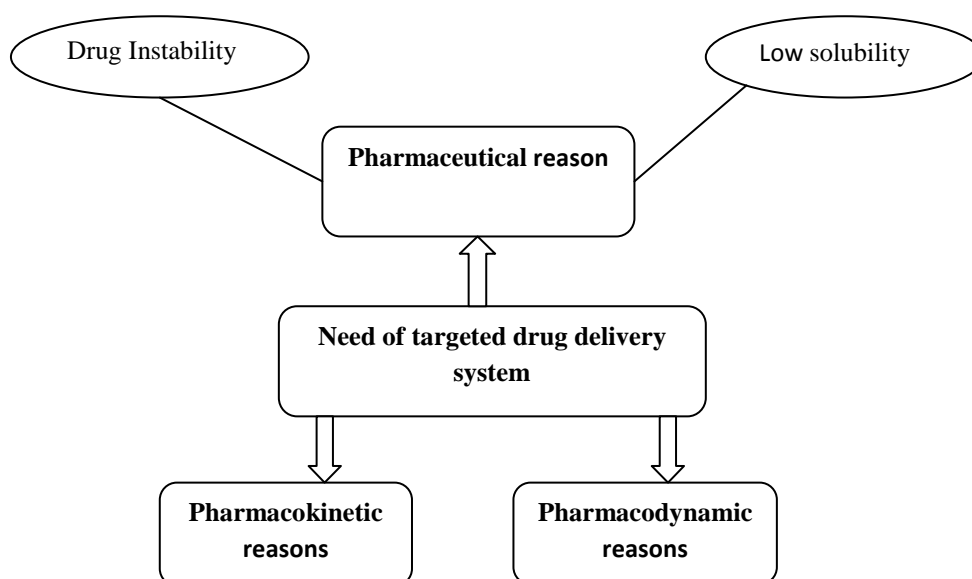 Drug Instability
Low solubility
Pharmaceutical reason
Need of targeted drug delivery
system
Pharmacokinetic
reasons
Pharmacodynamic
reasons